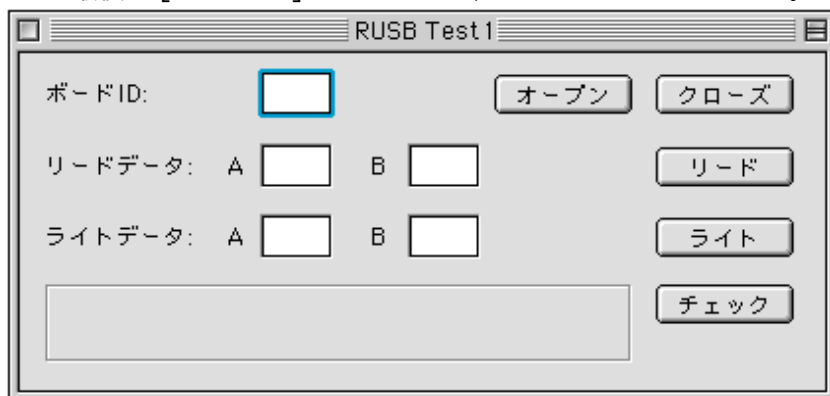 RUSB Test1
ボードID: オープン クローズ
リードデータ: A B リード
ライトデータ: A B ライト
チェック